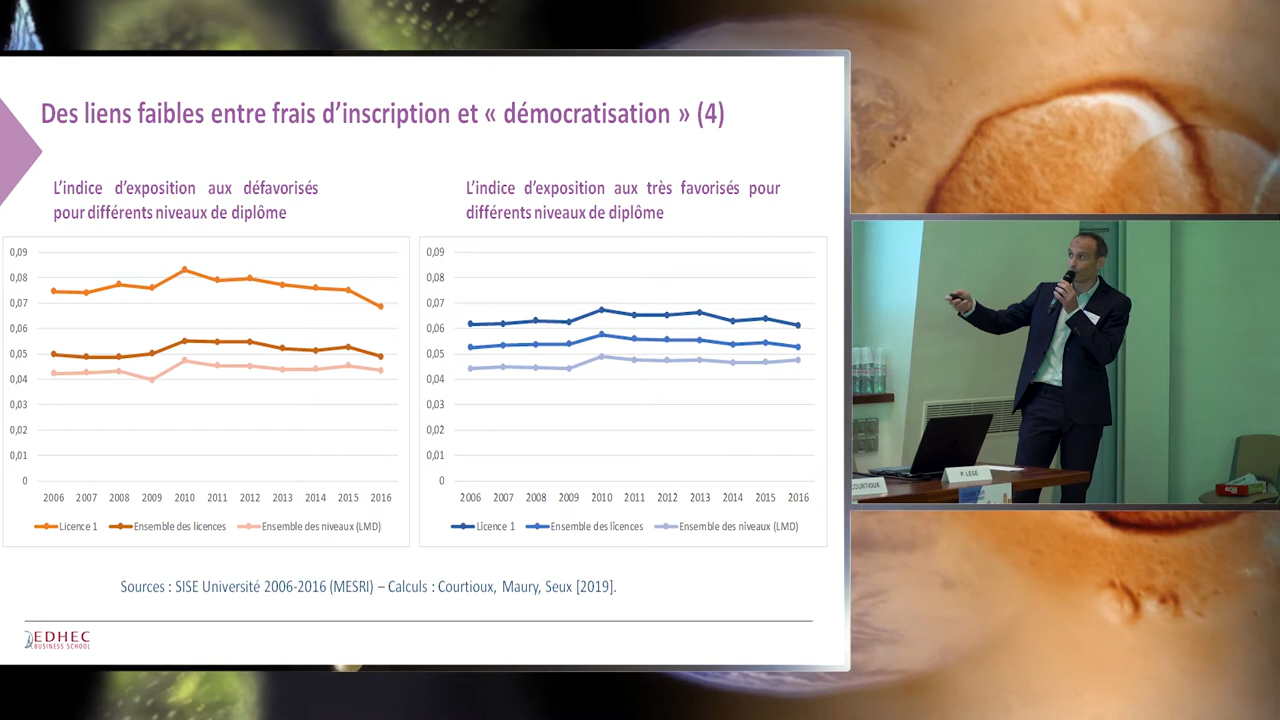 Des liens faibles entre frais d’inscription et « démocratisation » (4)
L’indice d’exposition aux défavorisés
pour différents niveaux de diplôme
0,09
0,08
0,07
0,06
0,05
0,04
0,03
0,02
0,01
0
2006 2007 2008 2009 2010 2011 2012 2013 2014 2015 2016
Licence 1 Ensemble des licences Ensemble des niveaux (LMD)
L’indice d’exposition aux très favorisés pour
différents niveaux de diplôme
0,09
0,08
0,07
0,06
0,05
0,04
0,03
0,02
0,01
0
2006 2007 2008 2009 2010 2011 2012 2013 2014 2015 2016
Licence 1 Ensemble des licences Ensemble des niveaux (LMD)
Sources : SISE Université 2006-2016 (MESRI) – Calculs : Courtioux, Maury, Seux [2019].
EDHEC
BUSINESS SCHOOL
COURTIOUX
P. LEGE